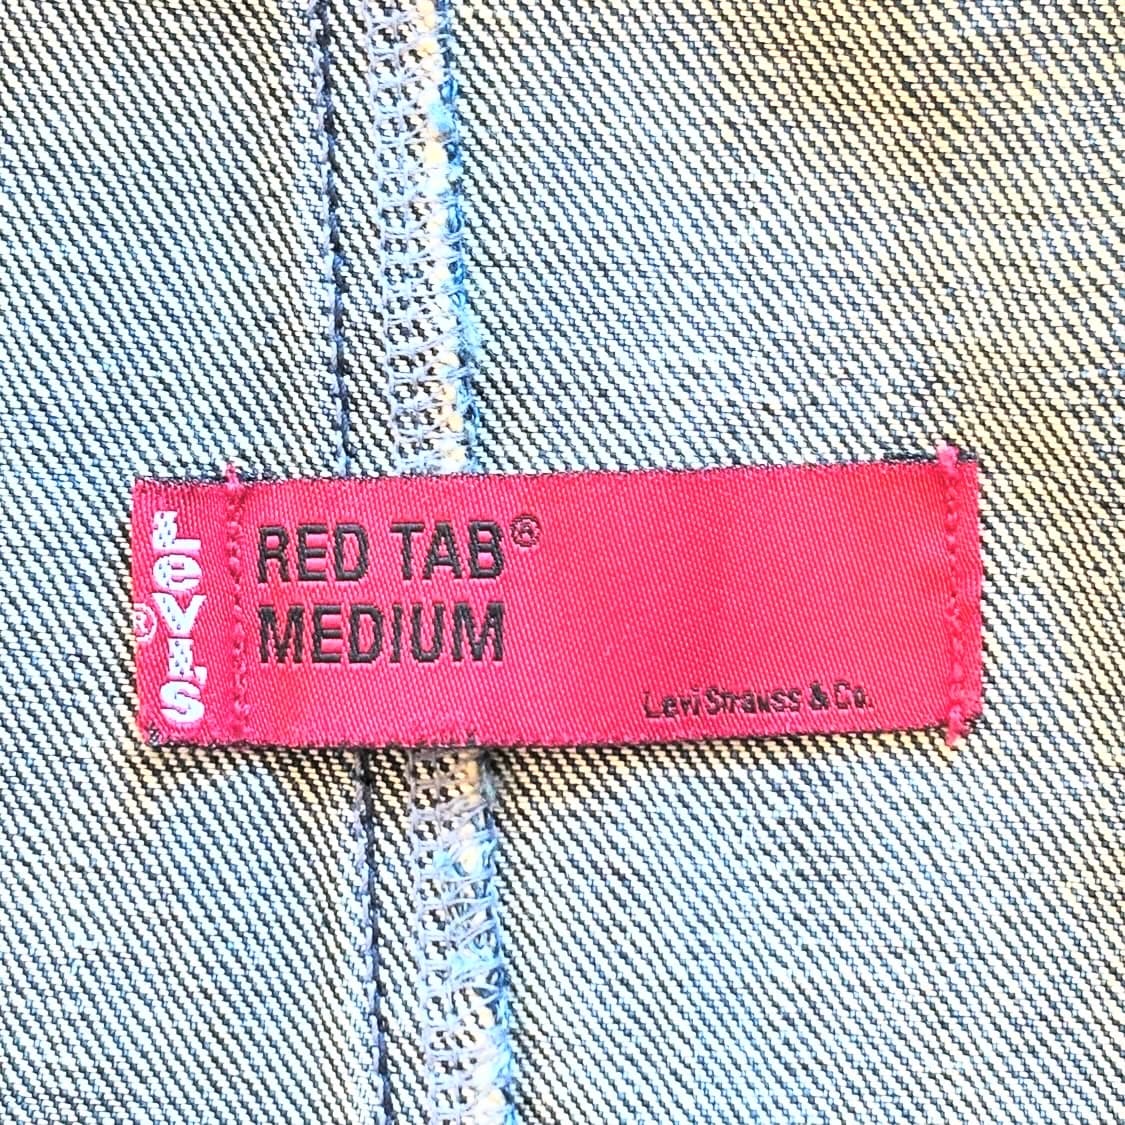 LEVI'S
®
RED TAB®
MEDIUM
Levi Strauss & Co.